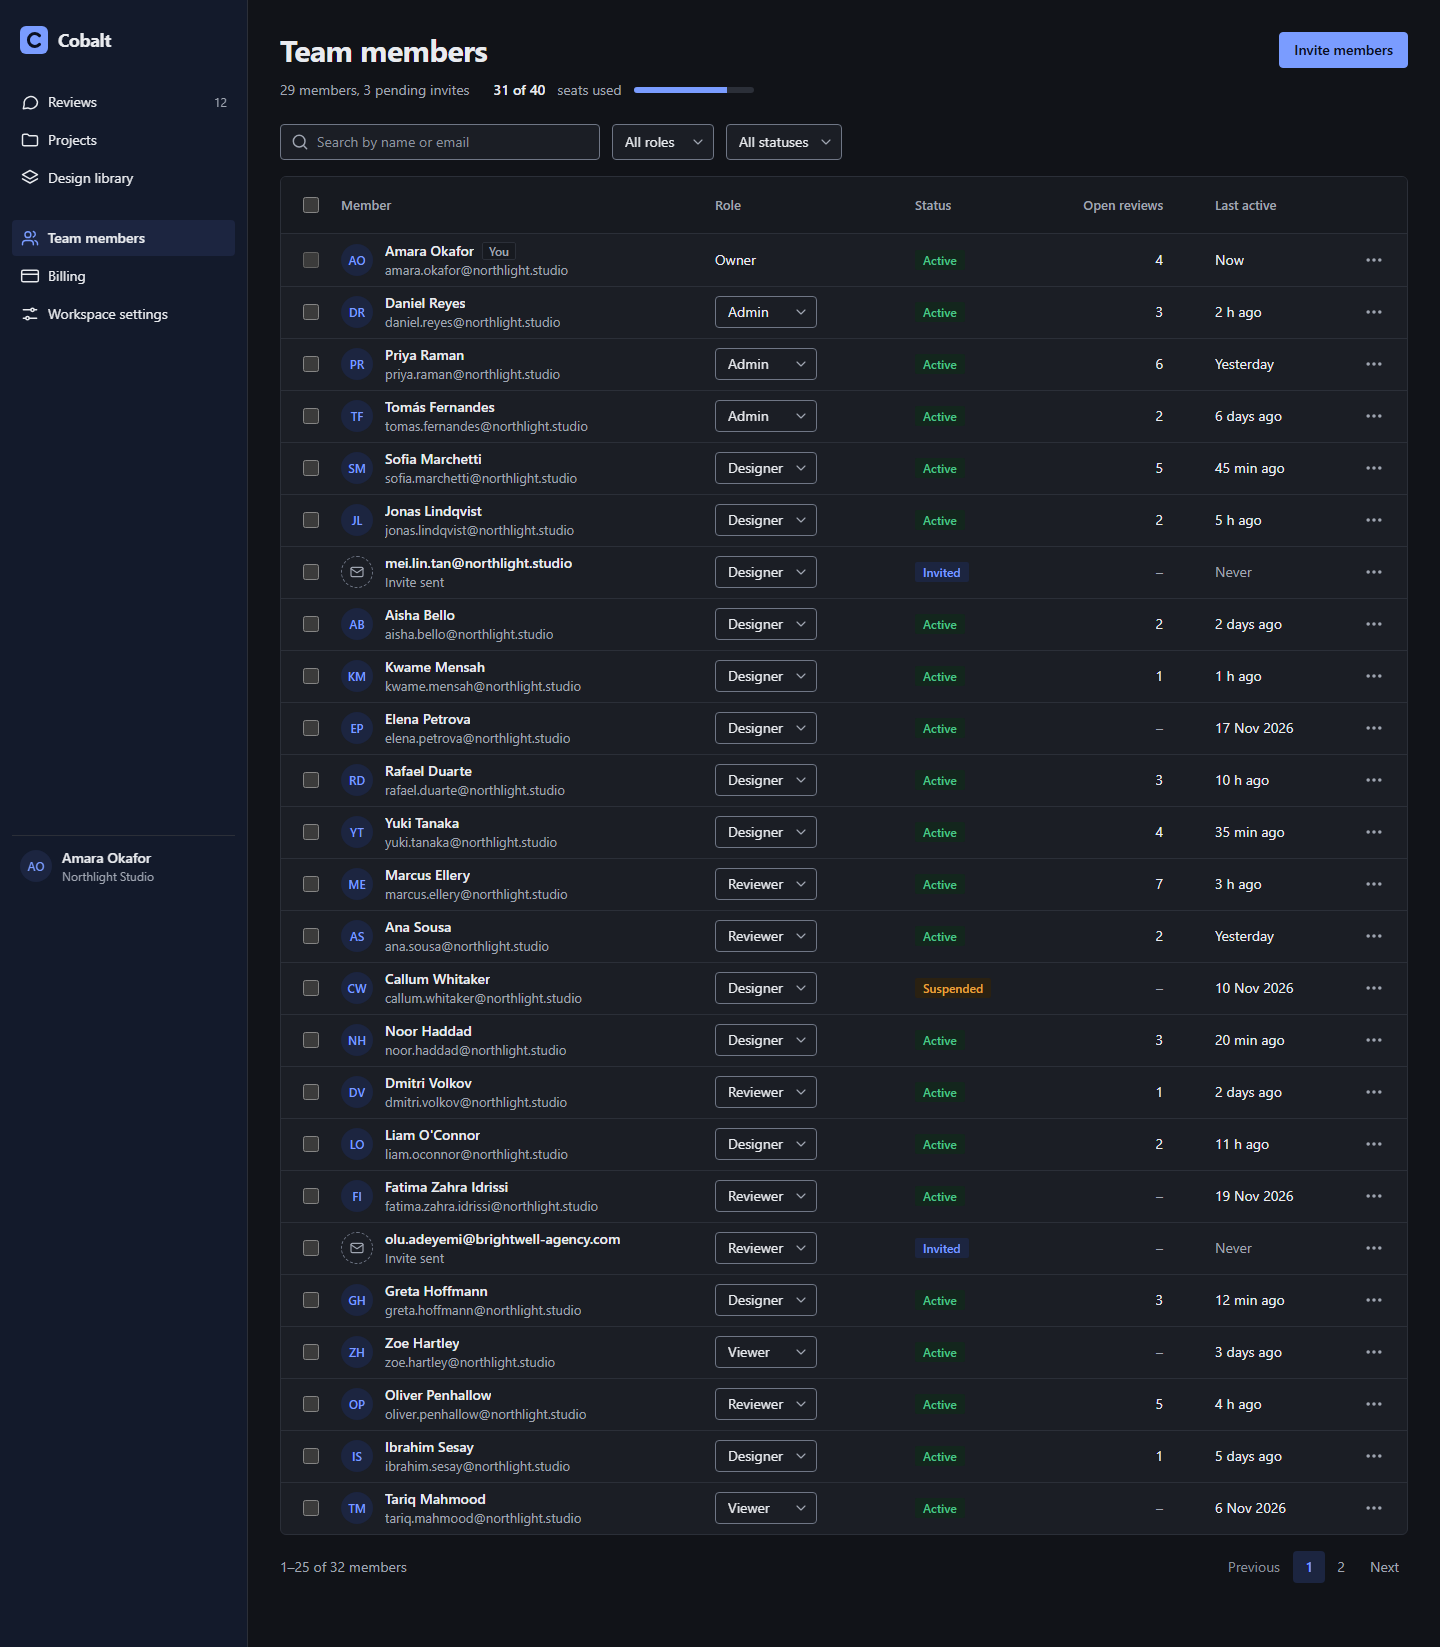 C Cobalt
Reviews 12
Projects
Design library
Team members
Billing
Workspace settings
AO Amara Okafor
Northlight Studio
Team members
Invite members
29 members, 3 pending invites 31 of 40 seats used
Search by name or email All roles All statuses
Member Role Status Open reviews Last active
AO Amara Okafor You Owner Active 4 Now
amara.okafor@northlight.studio
DR Daniel Reyes Admin Active 3 2 h ago
daniel.reyes@northlight.studio
PR Priya Raman Admin Active 6 Yesterday
priya.raman@northlight.studio
TF Tomás Fernandes Admin Active 2 6 days ago
tomas.fernandes@northlight.studio
SM Sofia Marchetti Designer Active 5 45 min ago
sofia.marchetti@northlight.studio
JL Jonas Lindqvist Designer Active 2 5 h ago
jonas.lindqvist@northlight.studio
mei.lin.tan@northlight.studio Designer Invited – Never
Invite sent
AB Aisha Bello Designer Active 2 2 days ago
aisha.bello@northlight.studio
KM Kwame Mensah Designer Active 1 1 h ago
kwame.mensah@northlight.studio
EP Elena Petrova Designer Active – 17 Nov 2026
elena.petrova@northlight.studio
RD Rafael Duarte Designer Active 3 10 h ago
rafael.duarte@northlight.studio
YT Yuki Tanaka Designer Active 4 35 min ago
yuki.tanaka@northlight.studio
ME Marcus Ellery Reviewer Active 7 3 h ago
marcus.ellery@northlight.studio
AS Ana Sousa Reviewer Active 2 Yesterday
ana.sousa@northlight.studio
CW Callum Whitaker Designer Suspended – 10 Nov 2026
callum.whitaker@northlight.studio
NH Noor Haddad Designer Active 3 20 min ago
noor.haddad@northlight.studio
DV Dmitri Volkov Reviewer Active 1 2 days ago
dmitri.volkov@northlight.studio
LO Liam O'Connor Designer Active 2 11 h ago
liam.oconnor@northlight.studio
FI Fatima Zahra Idrissi Reviewer Active – 19 Nov 2026
fatima.zahra.idrissi@northlight.studio
olu.adeyemi@brightwell-agency.com Reviewer Invited – Never
Invite sent
GH Greta Hoffmann Designer Active 3 12 min ago
greta.hoffmann@northlight.studio
ZH Zoe Hartley Viewer Active – 3 days ago
zoe.hartley@northlight.studio
OP Oliver Penhallow Reviewer Active 5 4 h ago
oliver.penhallow@northlight.studio
IS Ibrahim Sesay Designer Active 1 5 days ago
ibrahim.sesay@northlight.studio
TM Tariq Mahmood Viewer Active – 6 Nov 2026
tariq.mahmood@northlight.studio
1–25 of 32 members Previous 1 2 Next